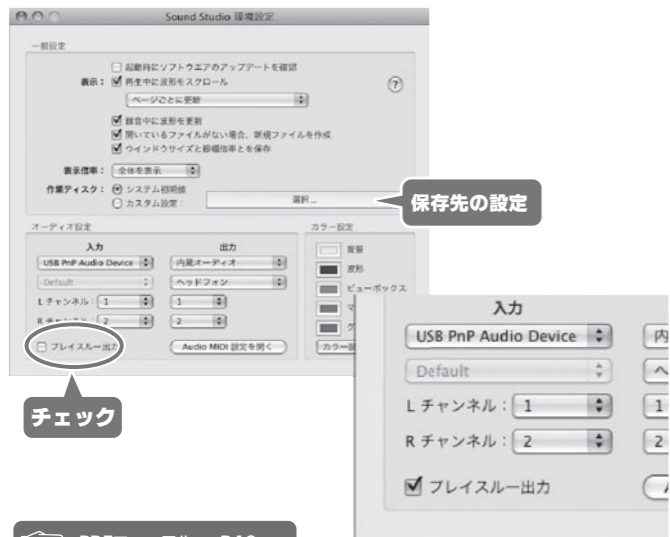 Sound Studio 環境設定
一般設定
起動時にソフトウエアのアップデートを確認
表示： 再生中に波形をスクロール
ページごとに更新
録音中に波形を更新
開いているファイルがない場合、新規ファイルを作成
ウインドウサイズと振幅倍率とを保存
表示倍率： 全体を表示
作業ディスク： システム初期値
カスタム設定： 選択...
保存先の設定
オーディオ設定
カラー設定
入力 出力
USB PnP Audio Device 内蔵オーディオ
Default ヘッドフォン
L チャンネル： 1 1
R チャンネル： 2 2
プレイスルー出力 Audio MIDI 設定を開く
背景
波形
ビューボックス
チェック
入力
USB PnP Audio Device 内
Default ヘ
L チャンネル： 1 1
R チャンネル： 2 2
プレイスルー出力